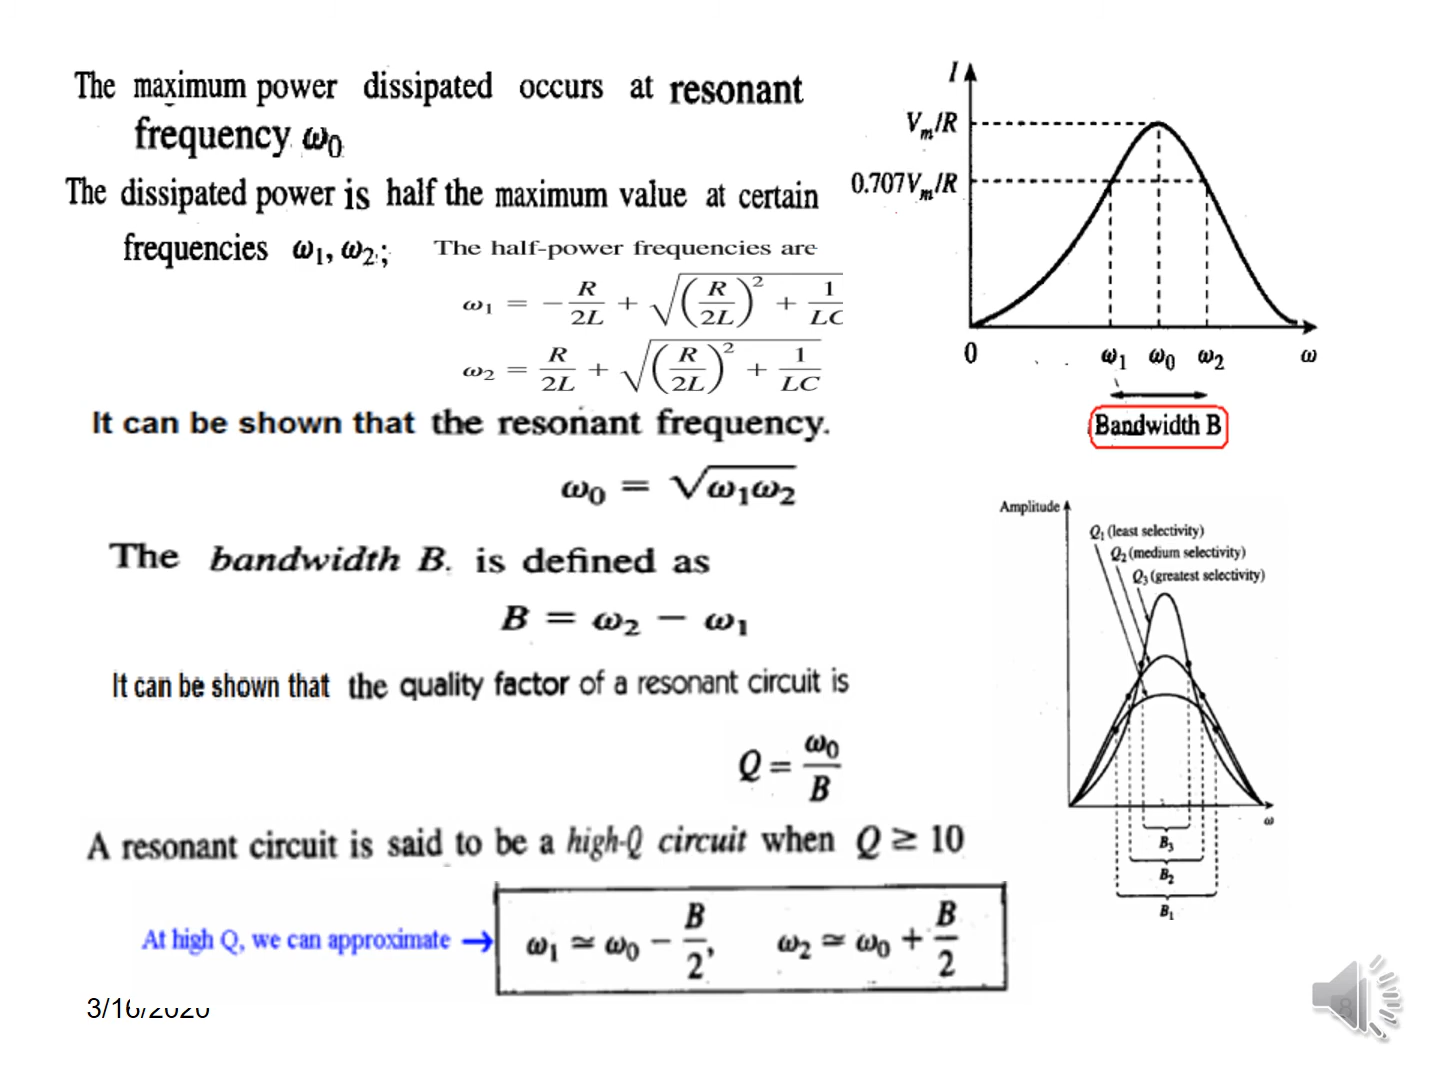 The maximum power dissipated occurs at resonant
frequency ω0
The dissipated power is half the maximum value at certain
frequencies ω1, ω2;
The half-power frequencies are
ω1 = −R/2L + √((R/2L)² + 1/LC
ω2 = R/2L + √((R/2L)² + 1/LC)
It can be shown that the resonant frequency.
ω0 = √ω1ω2
The bandwidth B. is defined as
B = ω2 − ω1
It can be shown that the quality factor of a resonant circuit is
Q = ω0/B
A resonant circuit is said to be a high-Q circuit when Q ≥ 10
At high Q, we can approximate →
ω1 ≃ ω0 − B/2, ω2 ≃ ω0 + B/2
3/16/2020
I
Vm/R
0.707Vm/R
0 ω1 ω0 ω2 ω
Bandwidth B
Amplitude
Q1 (least selectivity)
Q2 (medium selectivity)
Q3 (greatest selectivity)
ω
B3
B2
B1
8